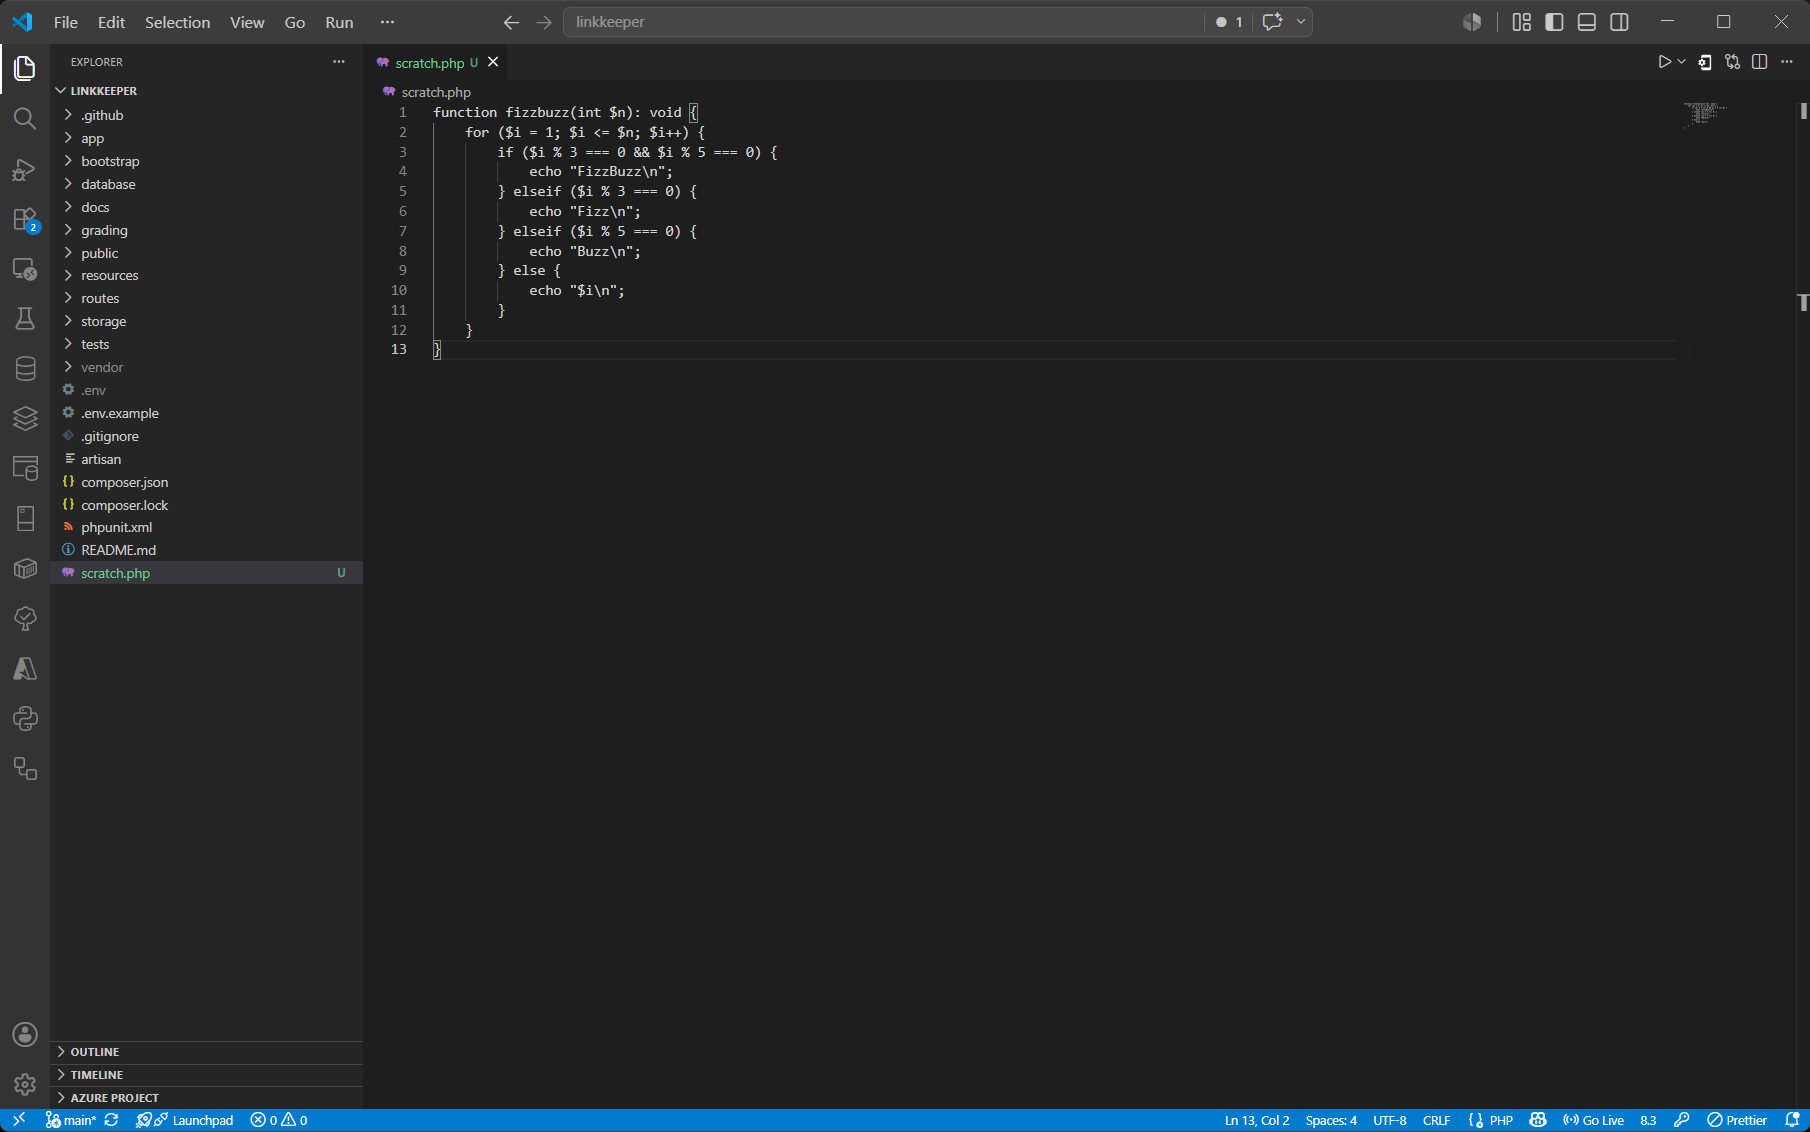 File Edit Selection View Go Run ···
linkkeeper
1
EXPLORER
LINKKEEPER
.github
app
bootstrap
database
docs
grading
public
resources
routes
storage
tests
vendor
.env
.env.example
.gitignore
artisan
composer.json
composer.lock
phpunit.xml
README.md
scratch.php U
OUTLINE
TIMELINE
AZURE PROJECT
2
scratch.php U
scratch.php
1 function fizzbuzz(int $n): void {
2     for ($i = 1; $i <= $n; $i++) {
3         if ($i % 3 === 0 && $i % 5 === 0) {
4             echo "FizzBuzz\n";
5         } elseif ($i % 3 === 0) {
6             echo "Fizz\n";
7         } elseif ($i % 5 === 0) {
8             echo "Buzz\n";
9         } else {
10             echo "$i\n";
11         }
12     }
13 }
main* Launchpad 0 0 Ln 13, Col 2 Spaces: 4 UTF-8 CRLF PHP Go Live 8.3 Prettier